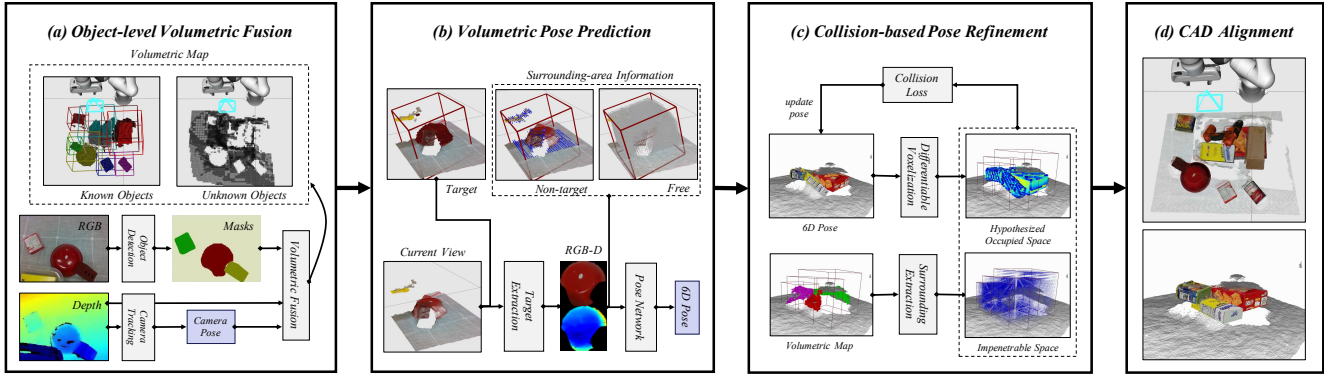 (a) Object-level Volumetric Fusion
Volumetric Map
Known Objects
Unknown Objects
RGB
Object
Detection
Masks
Depth
Camera
Tracking
Camera
Pose
Volumetric Fusion
(b) Volumetric Pose Prediction
Surrounding-area Information
Target
Non-target
Free
Current View
Target
Extraction
RGB-D
Pose Network
6D Pose
(c) Collision-based Pose Refinement
Collision
Loss
update
pose
Differentiable
Voxelization
6D Pose
Hypothesized
Occupied Space
Surrounding
Extraction
Volumetric Map
Impenetrable Space
(d) CAD Alignment